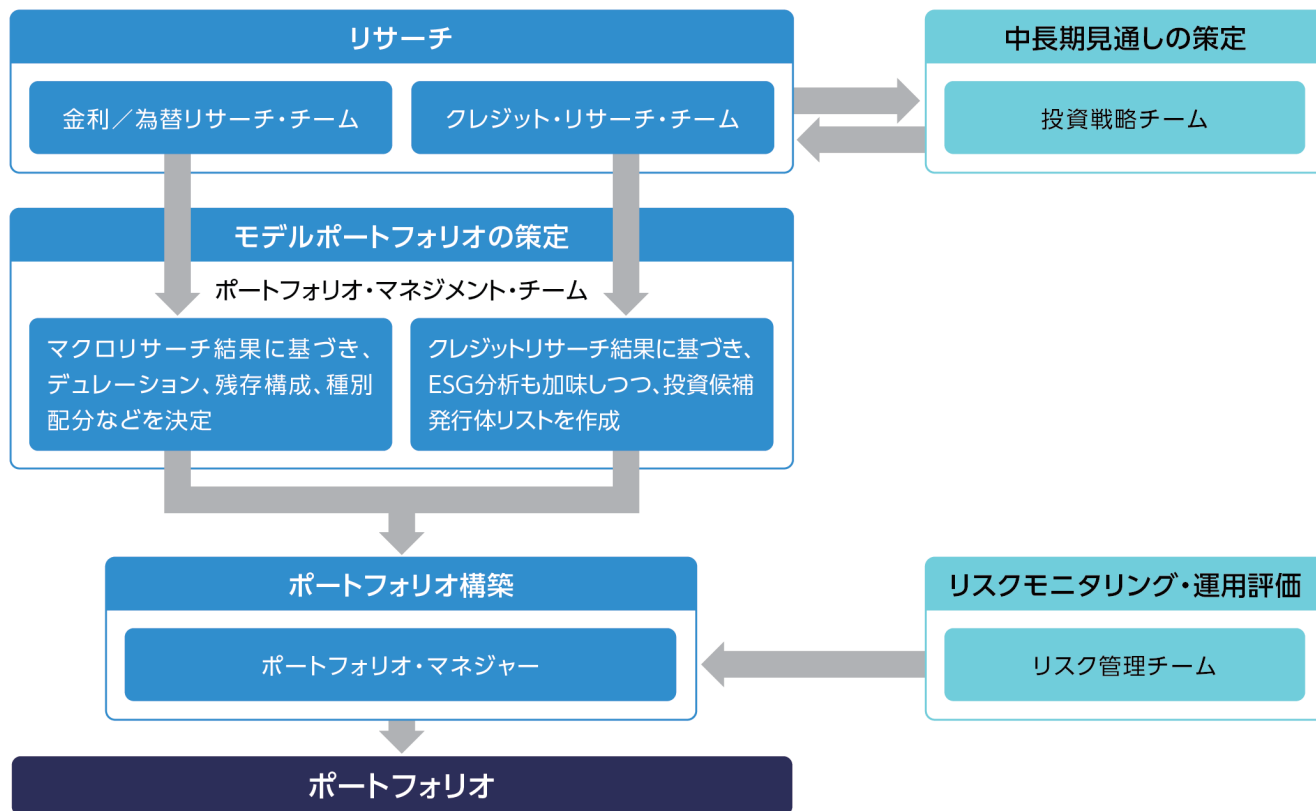 リサーチ
金利／為替リサーチ・チーム
クレジット・リサーチ・チーム
中長期見通しの策定
投資戦略チーム
モデルポートフォリオの策定
ポートフォリオ・マネジメント・チーム
マクロリサーチ結果に基づき、
デュレーション、残存構成、種別
配分などを決定
クレジットリサーチ結果に基づき、
ESG分析も加味しつつ、投資候補
発行体リストを作成
ポートフォリオ構築
ポートフォリオ・マネジャー
リスクモニタリング・運用評価
リスク管理チーム
ポートフォリオ